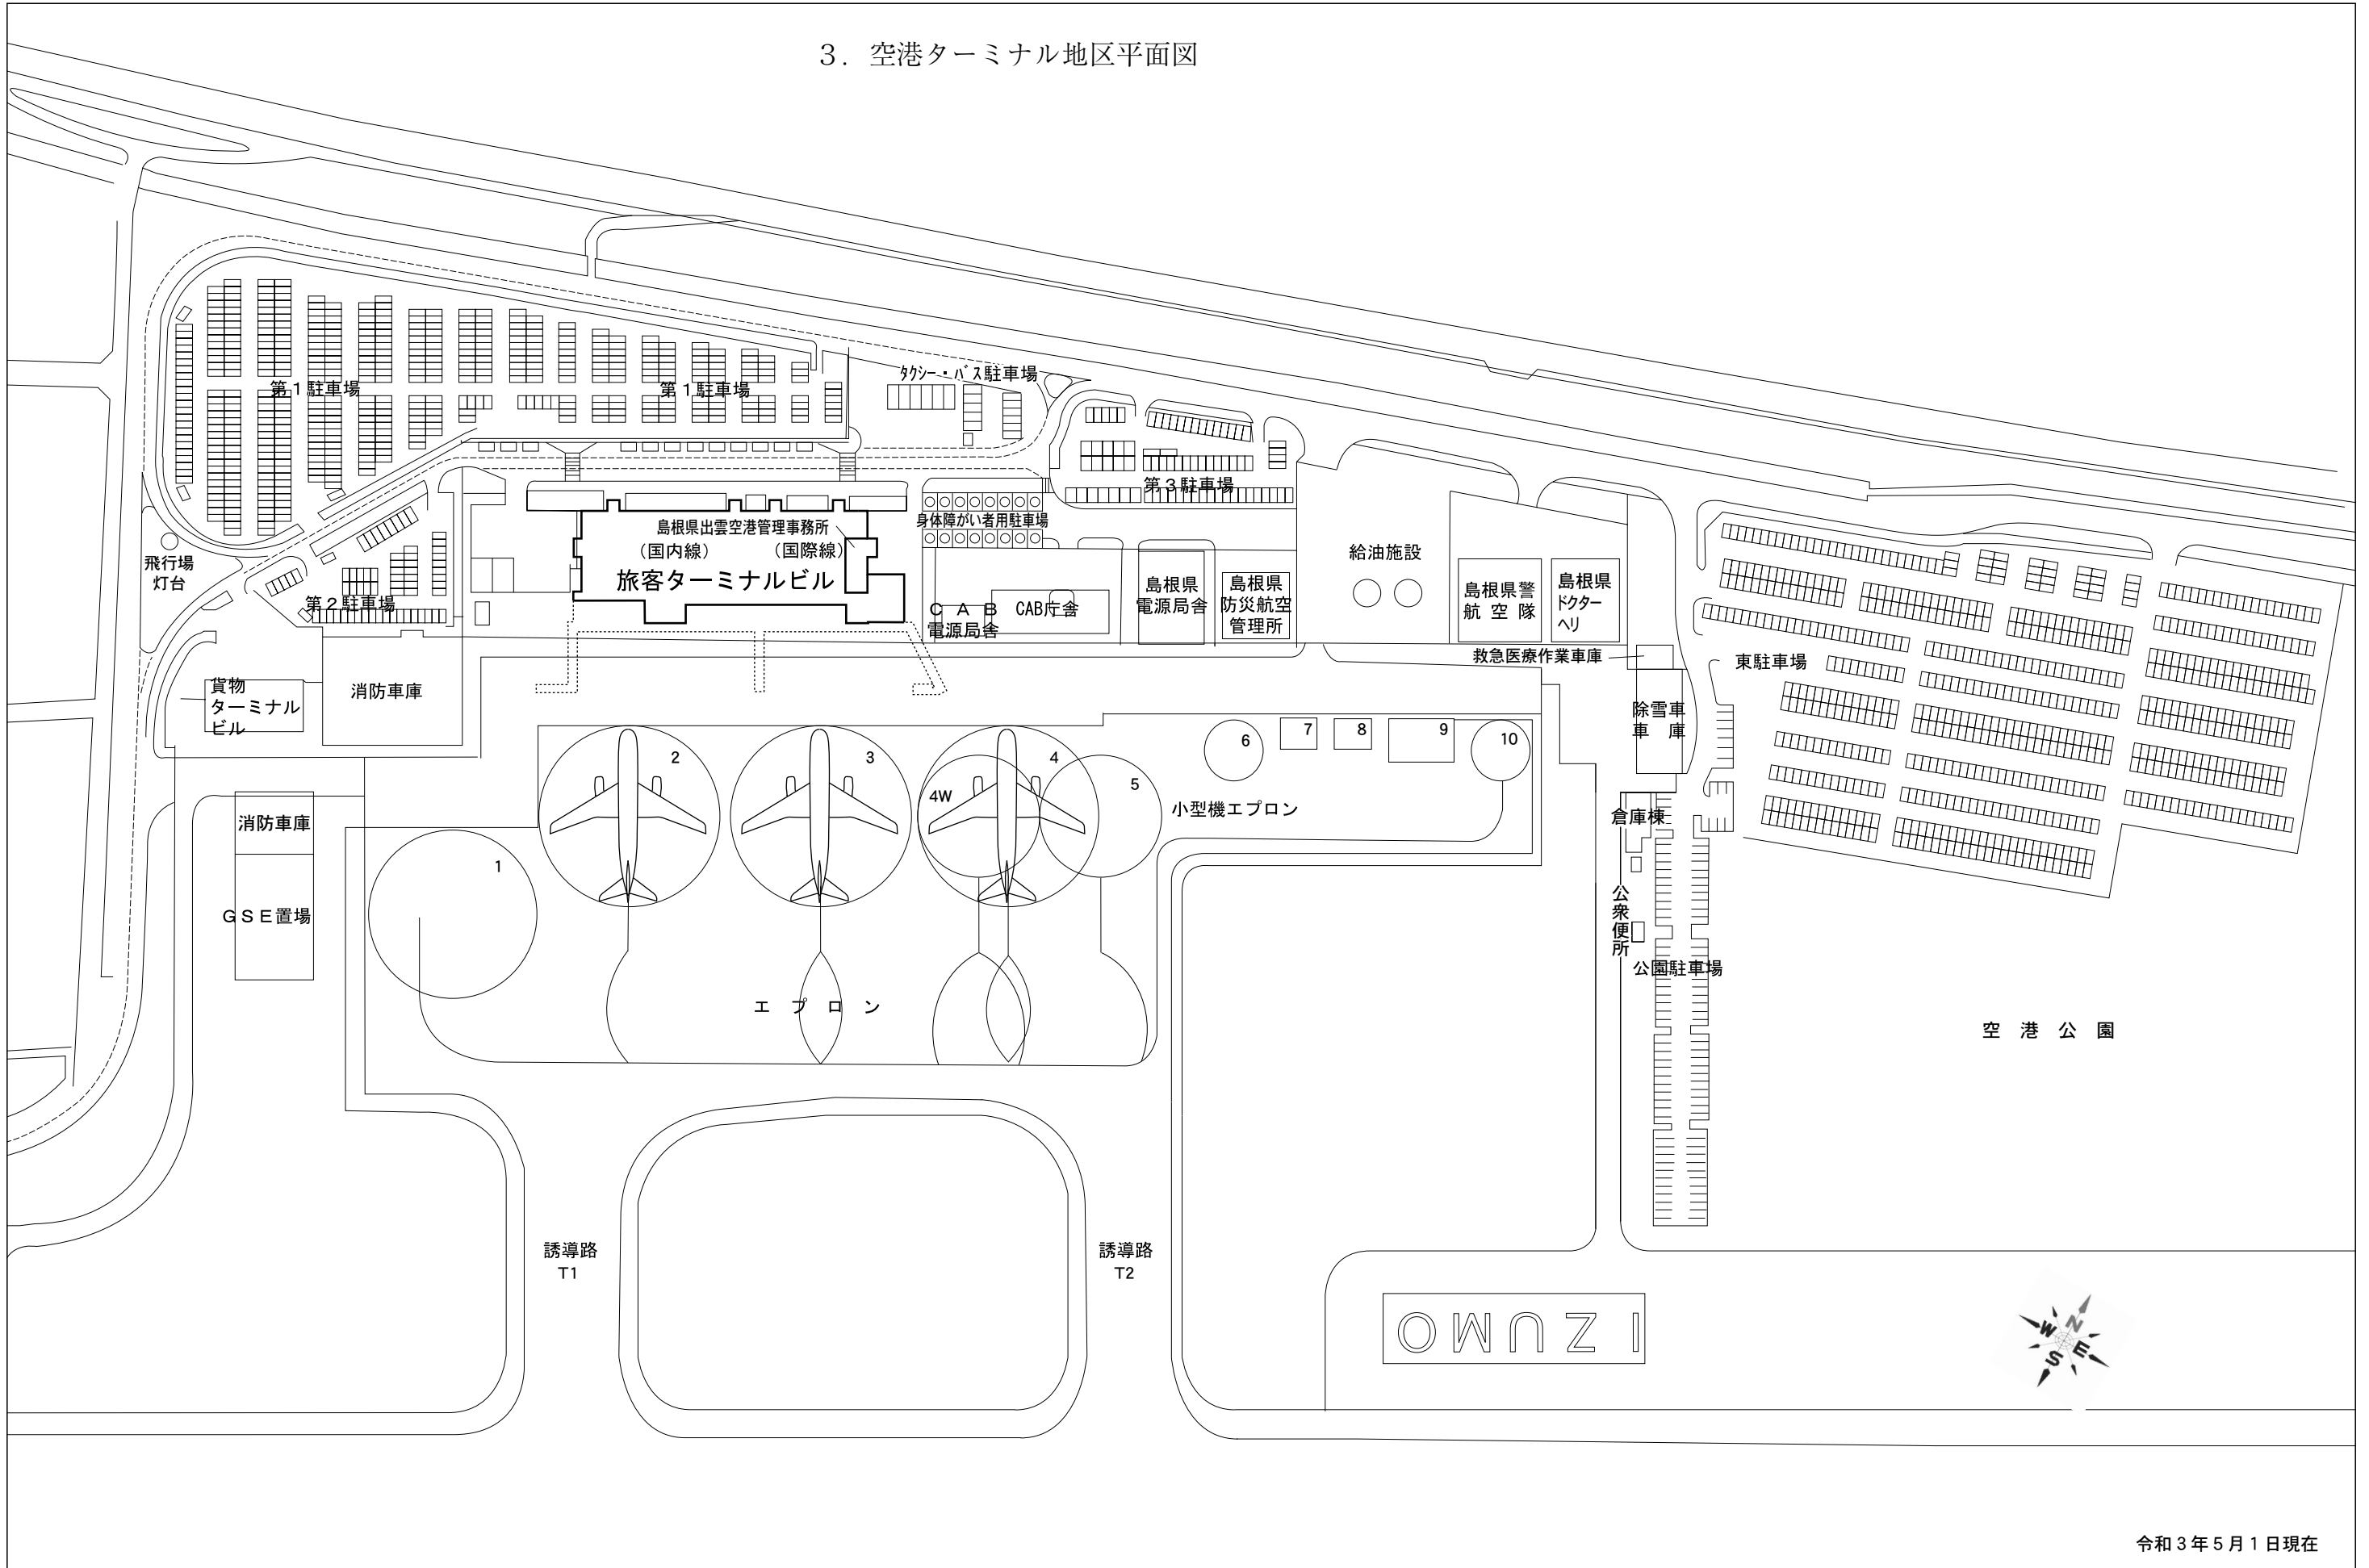 ３．空港ターミナル地区平面図
第１駐車場
第１駐車場
ﾀｸｼｰ・ﾊﾞｽ駐車場
第３駐車場
身体障がい者用駐車場
島根県出雲空港管理事務所
（国内線）
（国際線）
旅客ターミナルビル
飛行場
灯台
第２駐車場
ＣＡＢ
電源局舎
CAB庁舎
島根県
電源局舎
島根県
防災航空
管理所
給油施設
島根県警
航空隊
島根県
ドクター
ヘリ
救急医療作業車庫
東駐車場
貨物
ターミナル
ビル
消防車庫
除雪車
車庫
1
2
3
4
4W
5
6
7
8
9
10
小型機エプロン
消防車庫
ＧＳＥ置場
倉庫棟
公衆便所
公園駐車場
エプロン
空港公園
誘導路
T1
誘導路
T2
IZUMO
N
W
E
S
令和３年５月１日現在